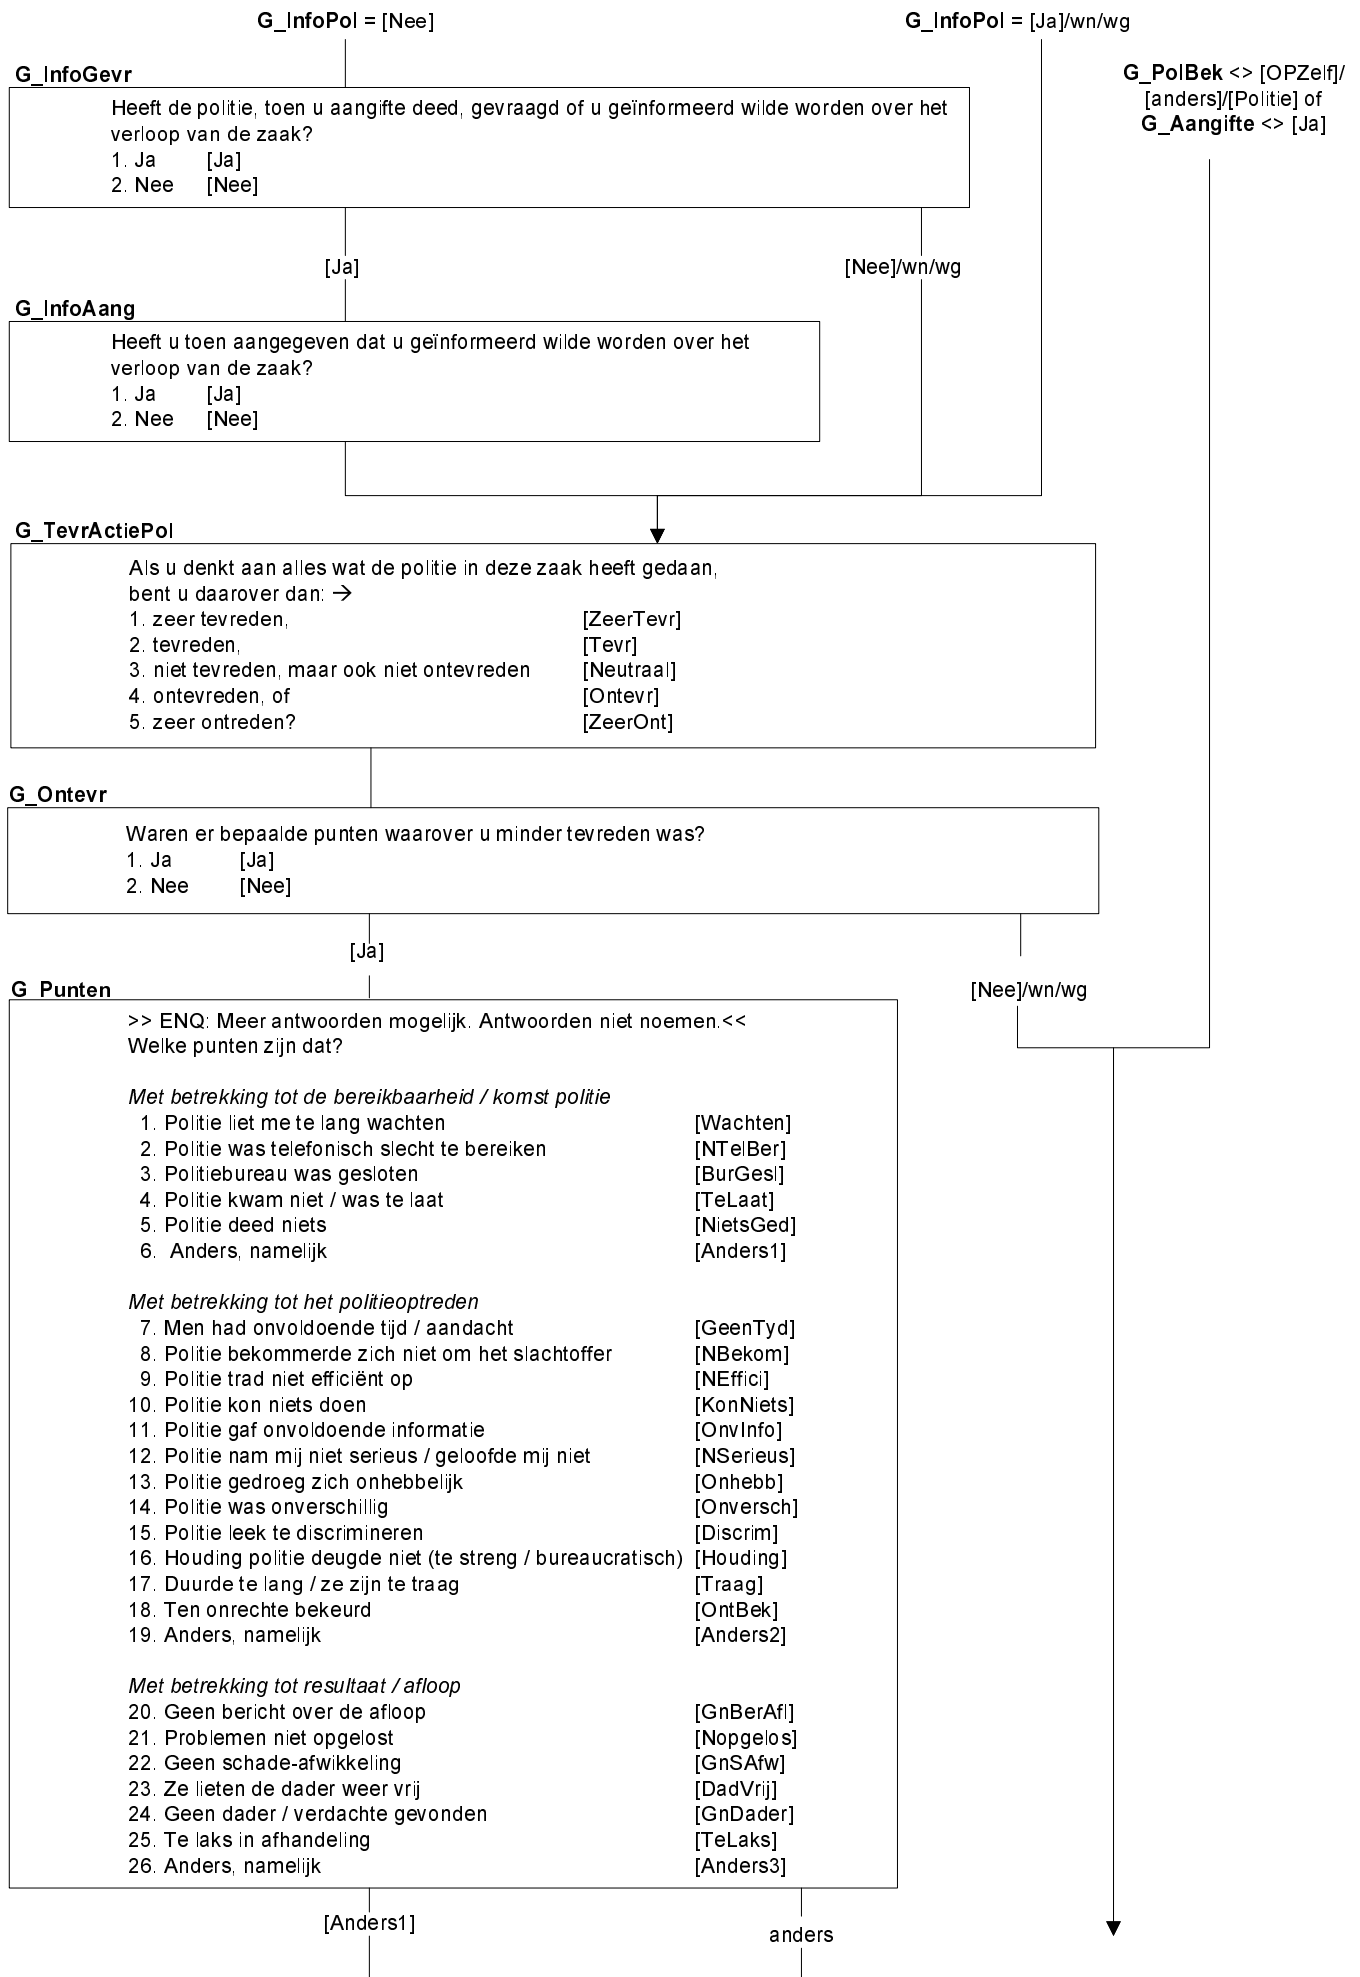 G_InfoPol = [Nee]
G_InfoPol = [Ja]/wn/wg
G_PolBek <> [OPZelf]/
[anders]/[Politie] of
G_Aangifte <> [Ja]
G_InfoGevr
Heeft de politie, toen u aangifte deed, gevraagd of u geïnformeerd wilde worden over het
verloop van de zaak?
1. Ja [Ja]
2. Nee [Nee]
[Ja]
[Nee]/wn/wg
G_InfoAang
Heeft u toen aangegeven dat u geïnformeerd wilde worden over het
verloop van de zaak?
1. Ja [Ja]
2. Nee [Nee]
G_TevrActiePol
Als u denkt aan alles wat de politie in deze zaak heeft gedaan,
bent u daarover dan: →
1. zeer tevreden, [ZeerTevr]
2. tevreden, [Tevr]
3. niet tevreden, maar ook niet ontevreden [Neutraal]
4. ontevreden, of [Ontevr]
5. zeer ontreden? [ZeerOnt]
G_Ontevr
Waren er bepaalde punten waarover u minder tevreden was?
1. Ja [Ja]
2. Nee [Nee]
[Ja]
[Nee]/wn/wg
G_Punten
>> ENQ: Meer antwoorden mogelijk. Antwoorden niet noemen.<<
Welke punten zijn dat?
Met betrekking tot de bereikbaarheid / komst politie
1. Politie liet me te lang wachten [Wachten]
2. Politie was telefonisch slecht te bereiken [NTelBer]
3. Politiebureau was gesloten [BurGesl]
4. Politie kwam niet / was te laat [TeLaat]
5. Politie deed niets [NietsGed]
6. Anders, namelijk [Anders1]
Met betrekking tot het politieoptreden
7. Men had onvoldoende tijd / aandacht [GeenTyd]
8. Politie bekommerde zich niet om het slachtoffer [NBekom]
9. Politie trad niet efficiënt op [NEffici]
10. Politie kon niets doen [KonNiets]
11. Politie gaf onvoldoende informatie [OnvInfo]
12. Politie nam mij niet serieus / geloofde mij niet [NSerieus]
13. Politie gedroeg zich onhebbelijk [Onhebb]
14. Politie was onverschillig [Onversch]
15. Politie leek te discrimineren [Discrim]
16. Houding politie deugde niet (te streng / bureaucratisch) [Houding]
17. Duurde te lang / ze zijn te traag [Traag]
18. Ten onrechte bekeurd [OntBek]
19. Anders, namelijk [Anders2]
Met betrekking tot resultaat / afloop
20. Geen bericht over de afloop [GnBerAfl]
21. Problemen niet opgelost [Nopgelos]
22. Geen schade-afwikkeling [GnSAfw]
23. Ze lieten de dader weer vrij [DadVrij]
24. Geen dader / verdachte gevonden [GnDader]
25. Te laks in afhandeling [TeLaks]
26. Anders, namelijk [Anders3]
[Anders1]
anders